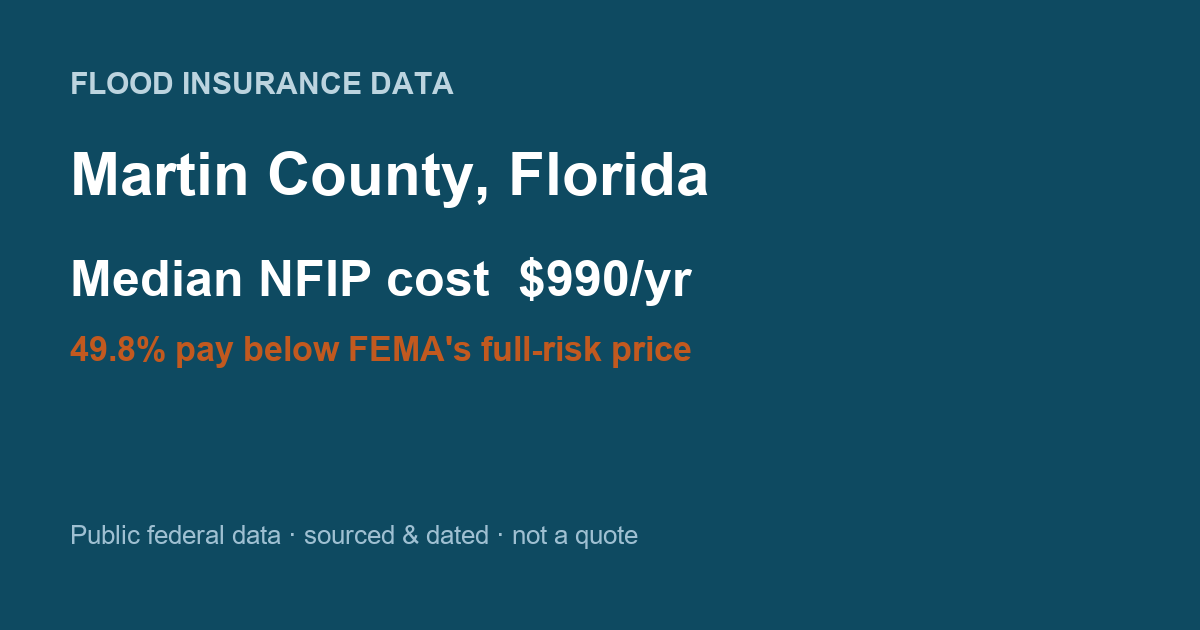 FLOOD INSURANCE DATA
Martin County, Florida
Median NFIP cost  $990/yr
49.8% pay below FEMA's full-risk price
Public federal data · sourced & dated · not a quote